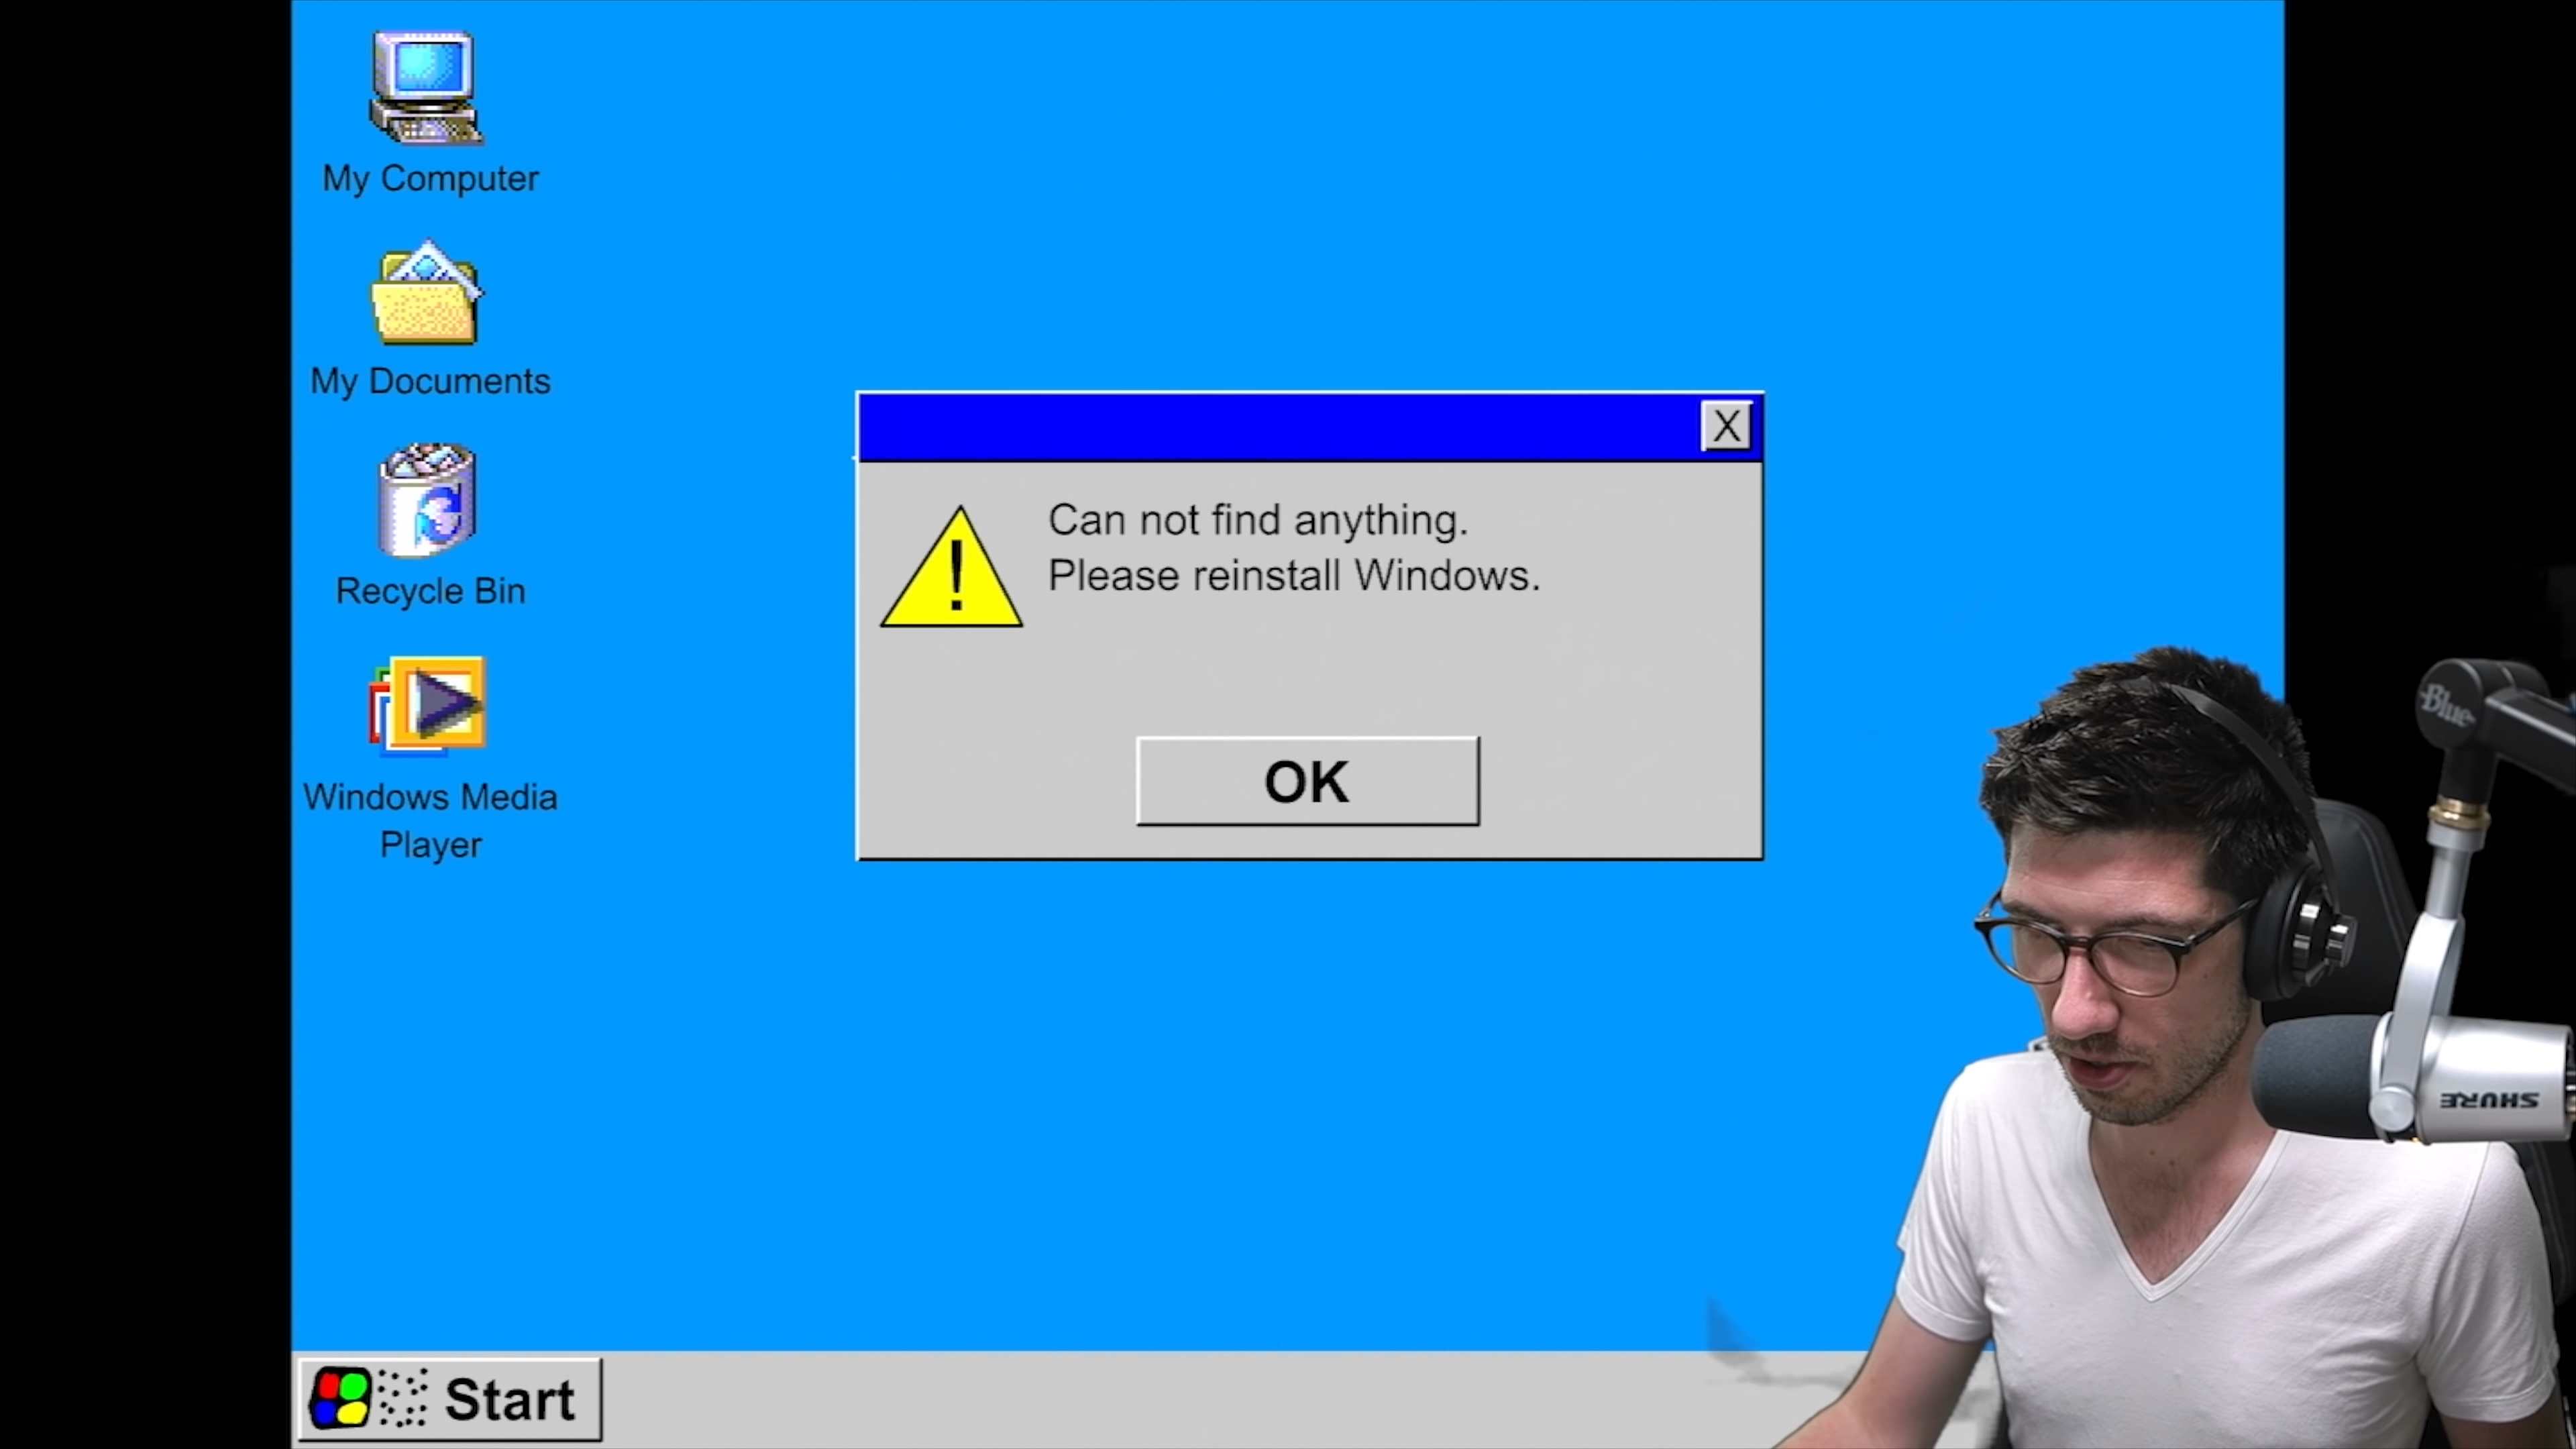 My Computer
My Documents
Recycle Bin
Windows Media
Player
X
!
Can not find anything.
Please reinstall Windows.
OK
Start
Blue
SHURE